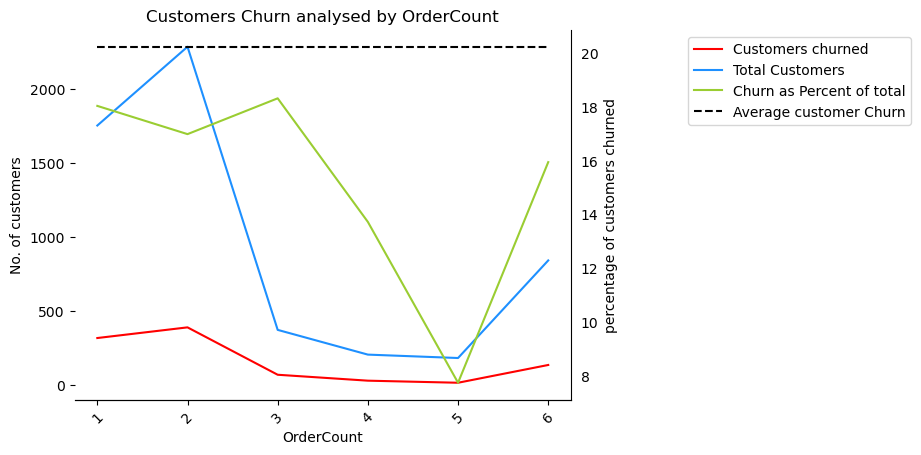 Customers Churn analysed by OrderCount
No. of customers
2000
1500
1000
500
0
1
2
3
4
5
6
OrderCount
20
18
16
14
12
10
8
percentage of customers churned
Customers churned
Total Customers
Churn as Percent of total
Average customer Churn